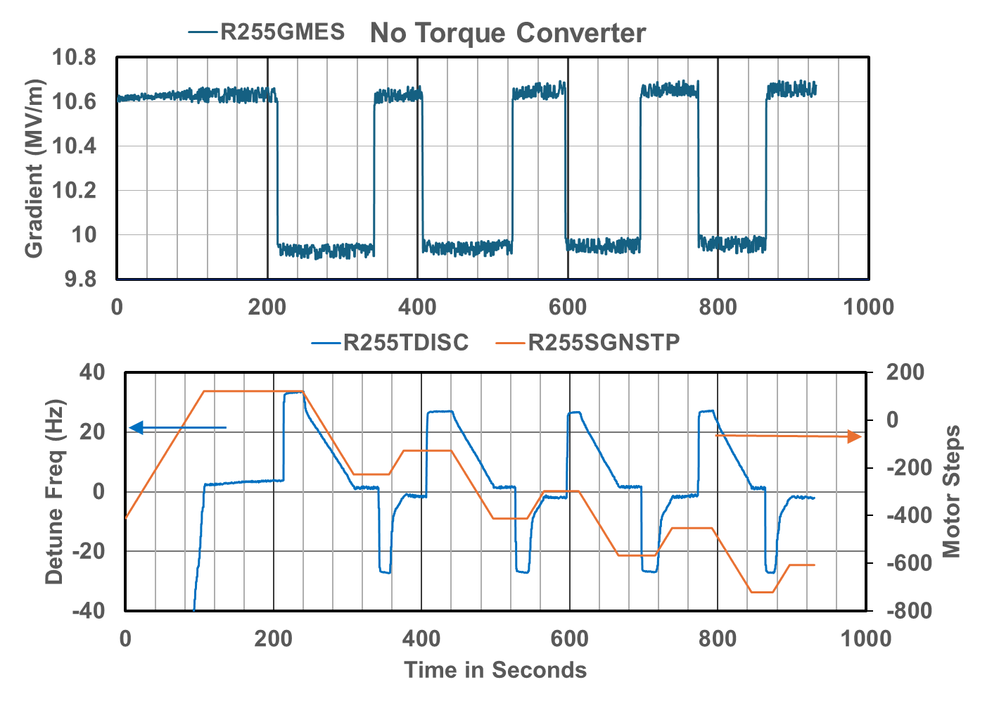 R255GMES No Torque Converter
Gradient (MV/m)
10.8
10.6
10.4
10.2
10
9.8
0 200 400 600 800 1000
R255TDISC R255SGNSTP
Detune Freq (Hz)
40
20
0
-20
-40
200
0
-200
-400
-600
-800
Motor Steps
0 200 400 600 800 1000
Time in Seconds